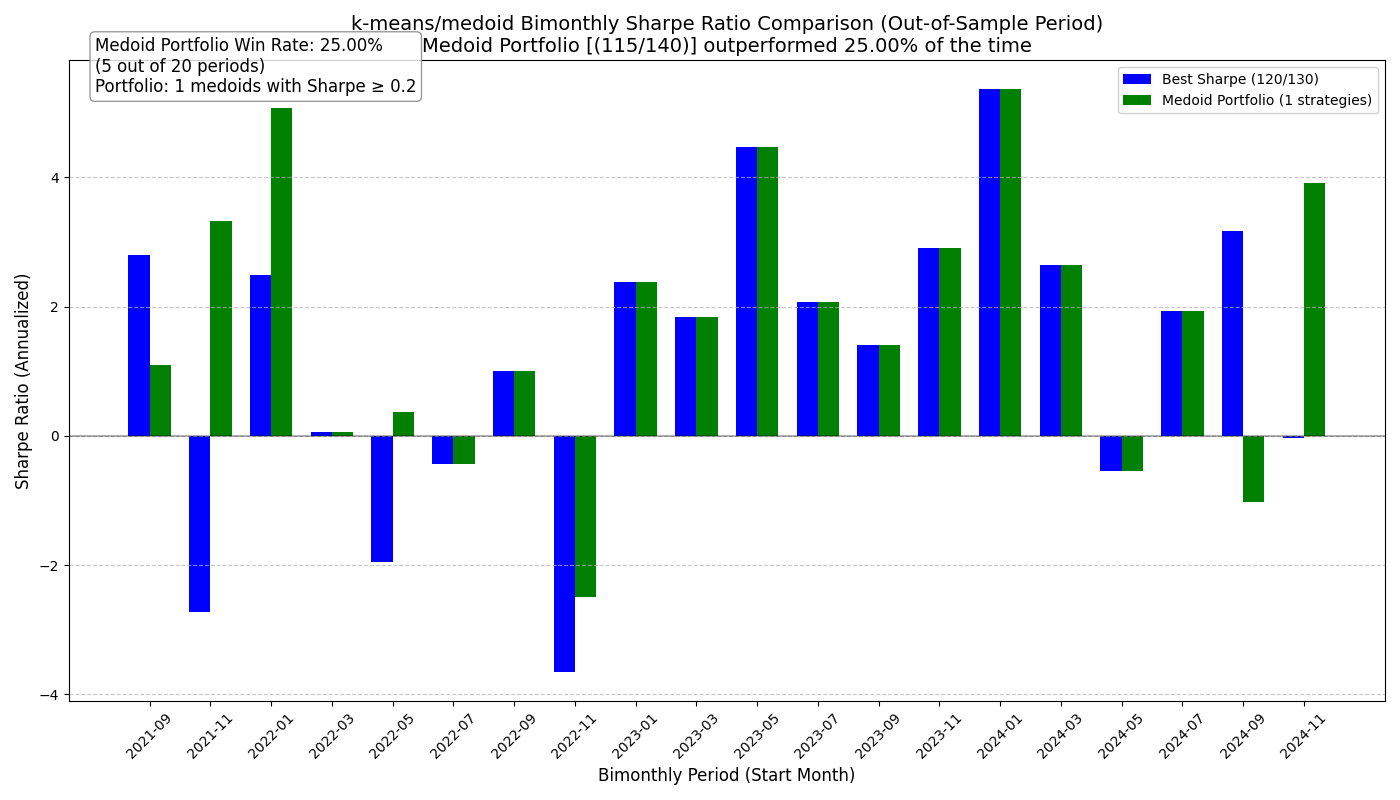 k-means/medoid Bimonthly Sharpe Ratio Comparison (Out-of-Sample Period)
Medoid Portfolio [(115/140)] outperformed 25.00% of the time
Medoid Portfolio Win Rate: 25.00%
(5 out of 20 periods)
Portfolio: 1 medoids with Sharpe ≥ 0.2
Best Sharpe (120/130)
Medoid Portfolio (1 strategies)
Sharpe Ratio (Annualized)
4
2
0
−2
−4
2021-09
2021-11
2022-01
2022-03
2022-05
2022-07
2022-09
2022-11
2023-01
2023-03
2023-05
2023-07
2023-09
2023-11
2024-01
2024-03
2024-05
2024-07
2024-09
2024-11
Bimonthly Period (Start Month)